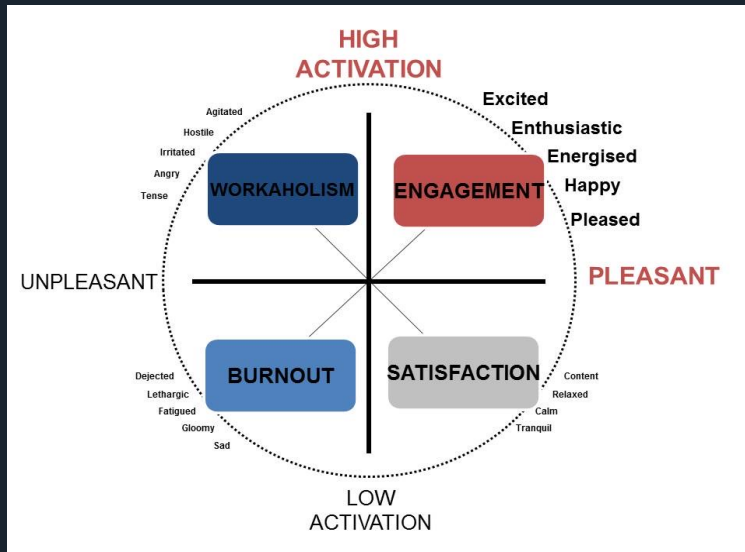 HIGH
ACTIVATION
Excited
Agitated
Enthusiastic
Hostile
Irritated
Energised
Angry
Happy
Tense
WORKAHOLISM
ENGAGEMENT
Pleased
UNPLEASANT
PLEASANT
Dejected
Lethargic
Fatigued
Gloomy
Sad
BURNOUT
SATISFACTION
Content
Relaxed
Calm
Tranquil
LOW
ACTIVATION